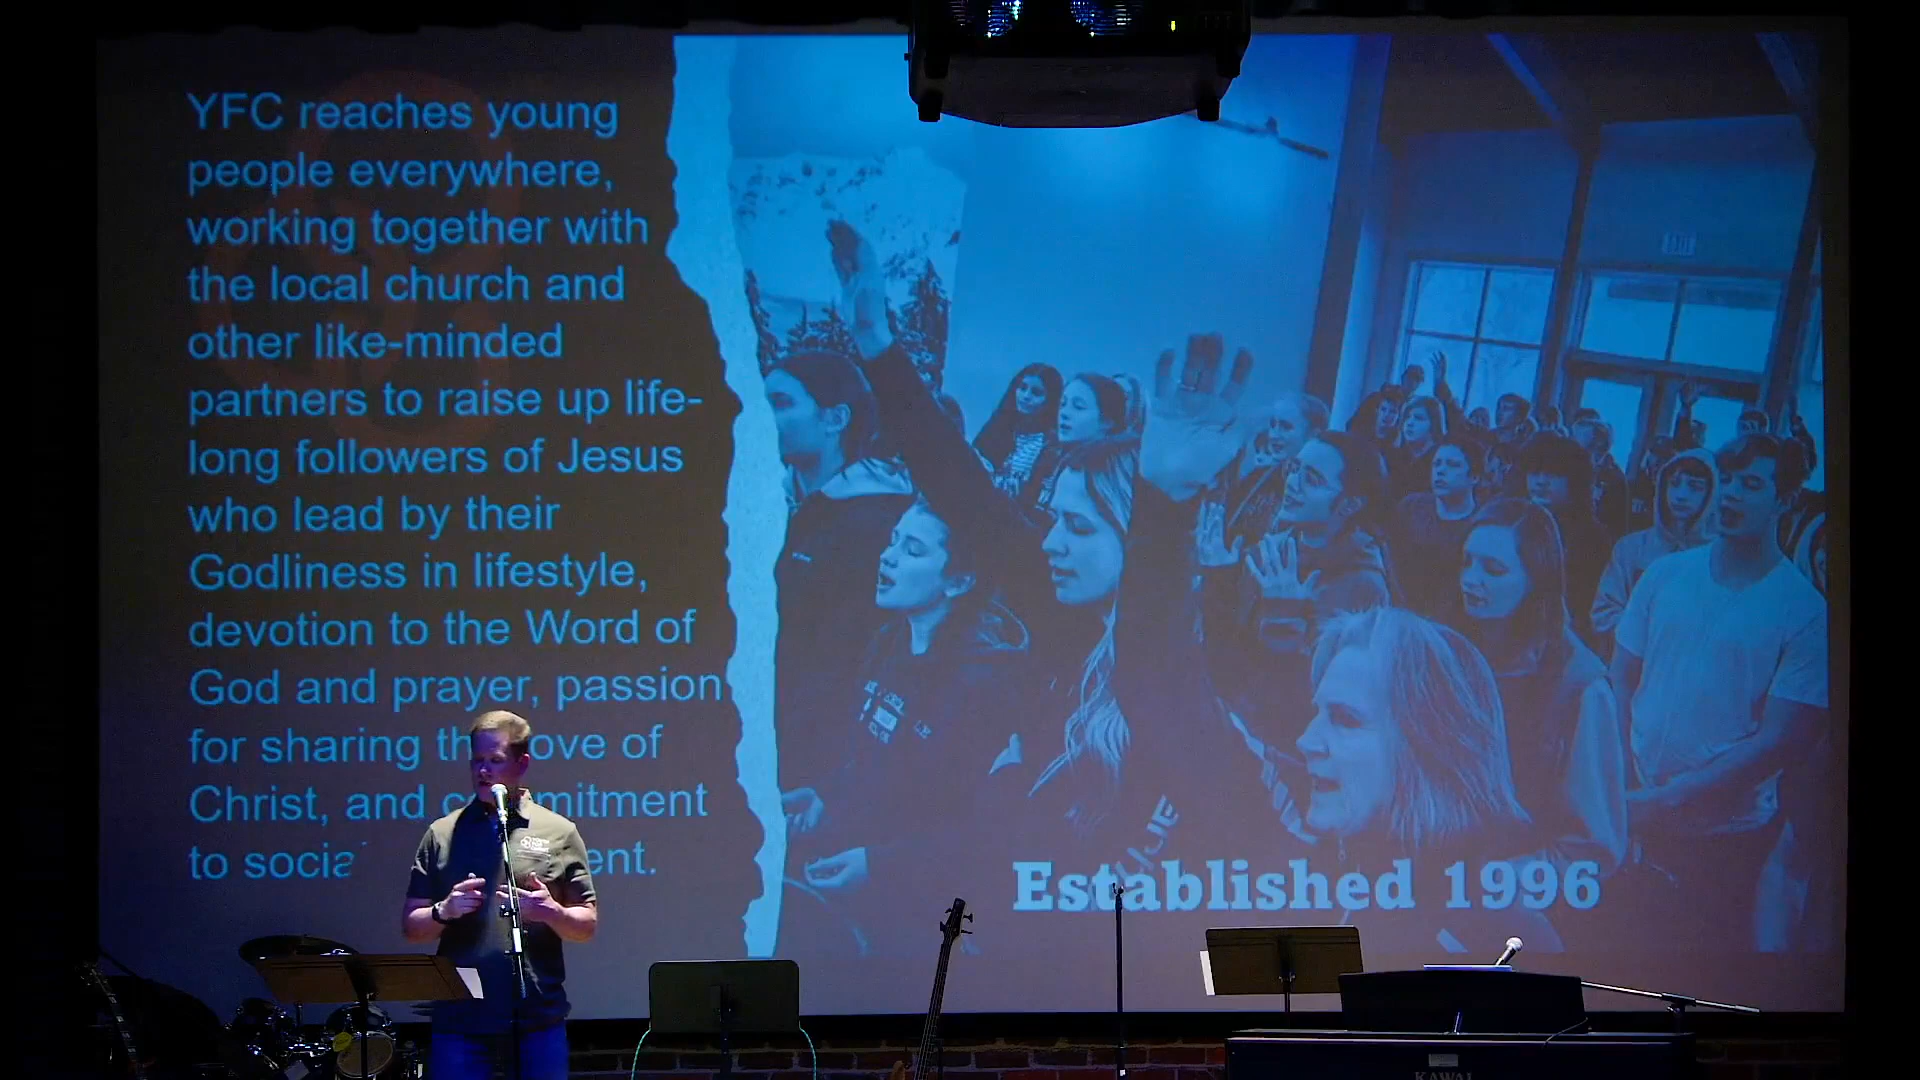 YFC reaches young
people everywhere,
working together with
the local church and
other like-minded
partners to raise up life-
long followers of Jesus
who lead by their
Godliness in lifestyle,
devotion to the Word of
God and prayer, passion
for sharing th ove of
Christ, and c mitment
to socia ent.
Established 1996
KAWAI